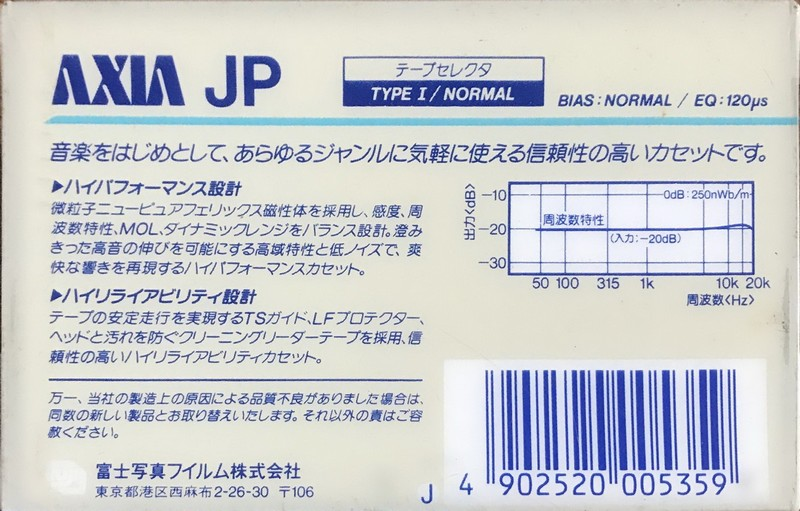 AXIA JP
テープセレクタ
TYPE I/NORMAL
BIAS:NORMAL / EQ:120μs
音楽をはじめとして、あらゆるジャンルに気軽に使える信頼性の高いカセットです。
▶ハイパフォーマンス設計
微粒子ニューピュアフェリックス磁性体を採用し、感度、周
波数特性、MOL、ダイナミックレンジをバランス設計。澄み
きった高音の伸びを可能にする高域特性と低ノイズで、爽
快な響きを再現するハイパフォーマンスカセット。
▶ハイリライアビリティ設計
テープの安定走行を実現するTSガイド、LFプロテクター、
ヘッドと汚れを防ぐクリーニングリーダーテープを採用、信
頼性の高いハイリライアビリティカセット。
万一、当社の製造上の原因による品質不良がありました場合は、
同数の新しい製品とお取り替えいたします。それ以外の責はご容
赦ください。
富士写真フイルム株式会社
東京都港区西麻布2-26-30 〒106
出力<dB>
-10
-20
-30
0dB:250nWb/m
周波数特性
(入力:-20dB)
50 100 315 1k 10k 20k
周波数<Hz>
J 4 902520 005359